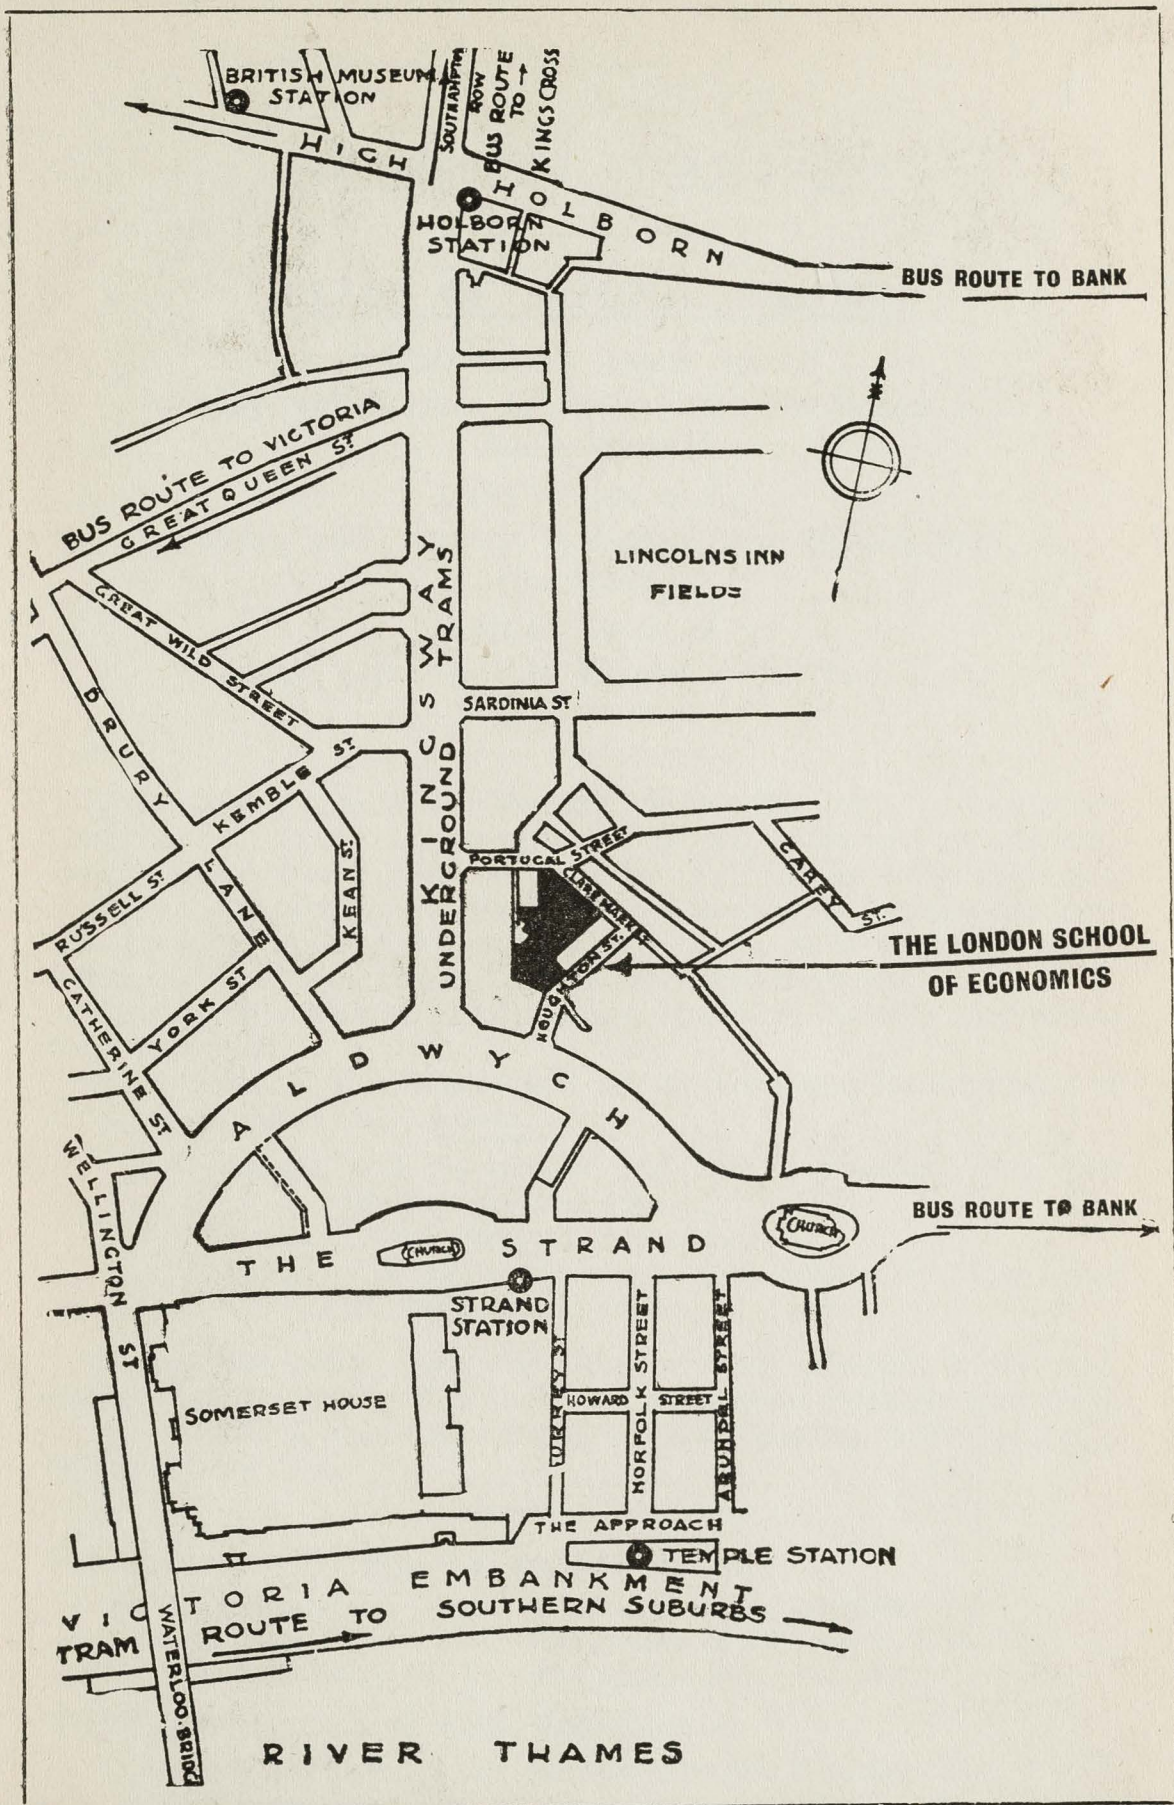 BRITISH MUSEUM
STATION
SOUTHAMPTON
ROW
BUS ROUTE
TO →
KINGS CROSS
HIGH HOLBORN
HOLBORN
STATION
BUS ROUTE TO BANK
N
BUS ROUTE TO VICTORIA
GREAT QUEEN ST
LINCOLNS INN
FIELDS
GREAT WILD STREET
KINGSWAY
UNDERGROUND TRAMS
SARDINIA ST
DRURY LANE
KEMBLE ST
KEAN ST
PORTUGAL STREET
CLARE MARKET
CAREY ST.
RUSSELL ST
HOUGHTON ST.
THE LONDON SCHOOL
OF ECONOMICS
CATHERINE ST
YORK ST
ALDWYCH
WELLINGTON ST
BUS ROUTE TO BANK
CHURCH
THE STRAND
CHURCH
STRAND
STATION
SURREY ST
NORFOLK STREET
ARUNDEL STREET
HOWARD STREET
SOMERSET HOUSE
THE APPROACH
TEMPLE STATION
VICTORIA EMBANKMENT
TRAM ROUTE TO SOUTHERN SUBURBS
WATERLOO BRIDG
RIVER THAMES